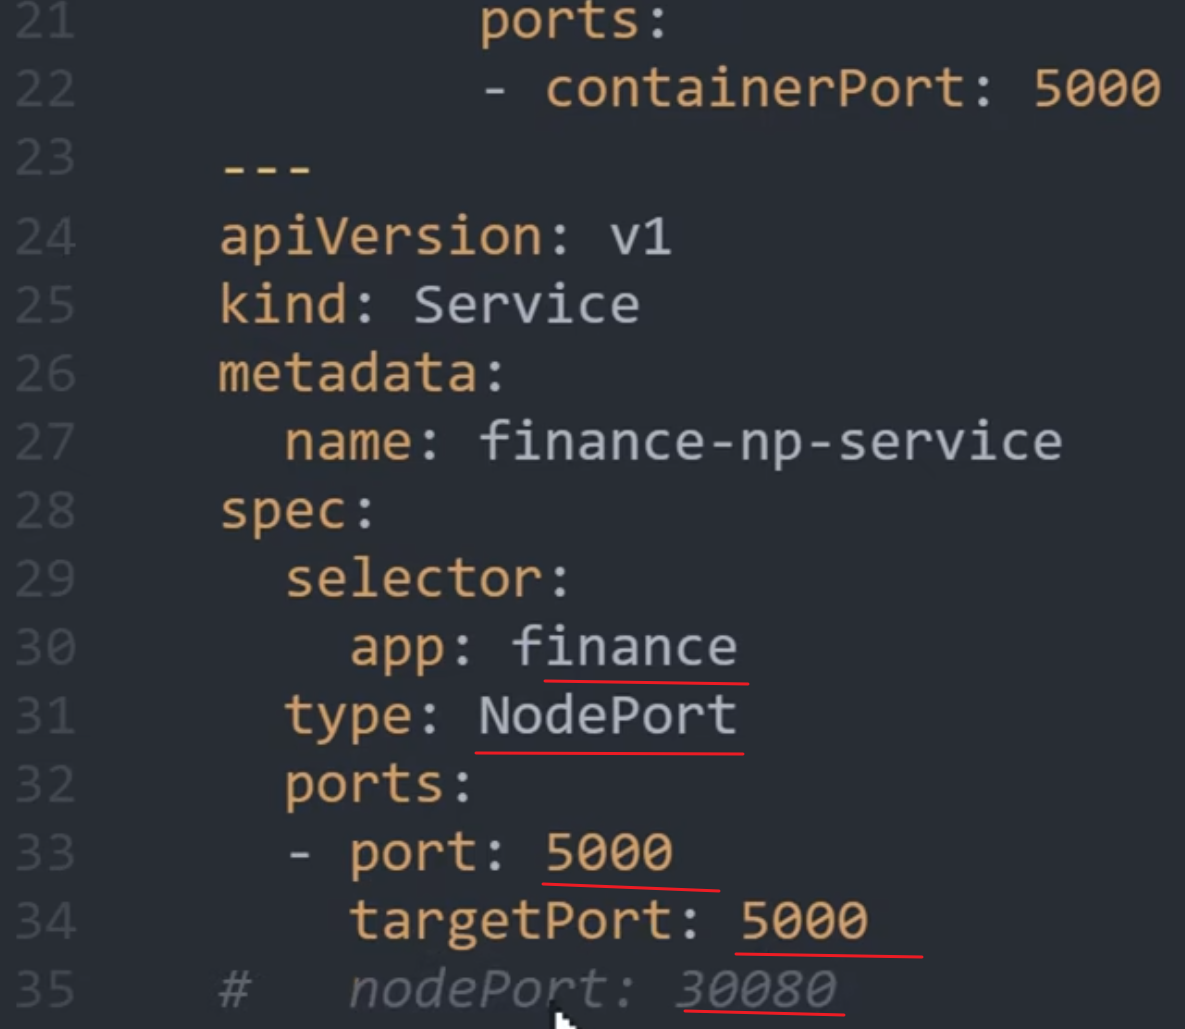 21 ports:
22 - containerPort: 5000
23 ---
24 apiVersion: v1
25 kind: Service
26 metadata:
27 name: finance-np-service
28 spec:
29 selector:
30 app: finance
31 type: NodePort
32 ports:
33 - port: 5000
34 targetPort: 5000
35 # nodePort: 30080